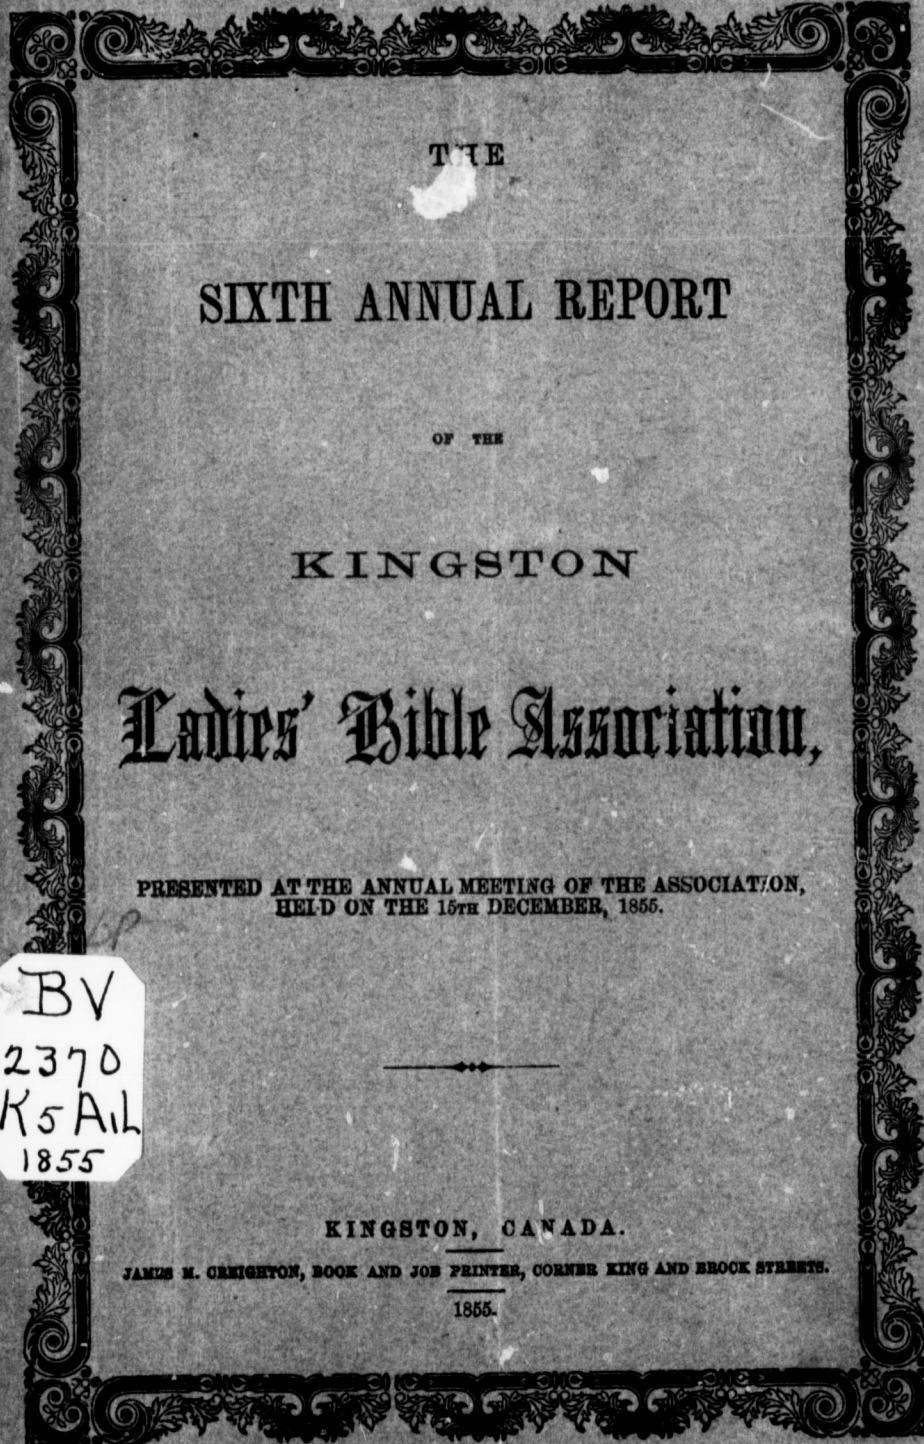 THE
SIXTH ANNUAL REPORT
OF THE
KINGSTON
Ladies' Bible Association,
PRESENTED AT THE ANNUAL MEETING OF THE ASSOCIATION,
HELD ON THE 15TH DECEMBER, 1855.
BV
2370
K5A1L
1855
KINGSTON, CANADA.
JAMES M. CREIGHTON, BOOK AND JOB PRINTER, CORNER KING AND BROCK STREETS.
1855.